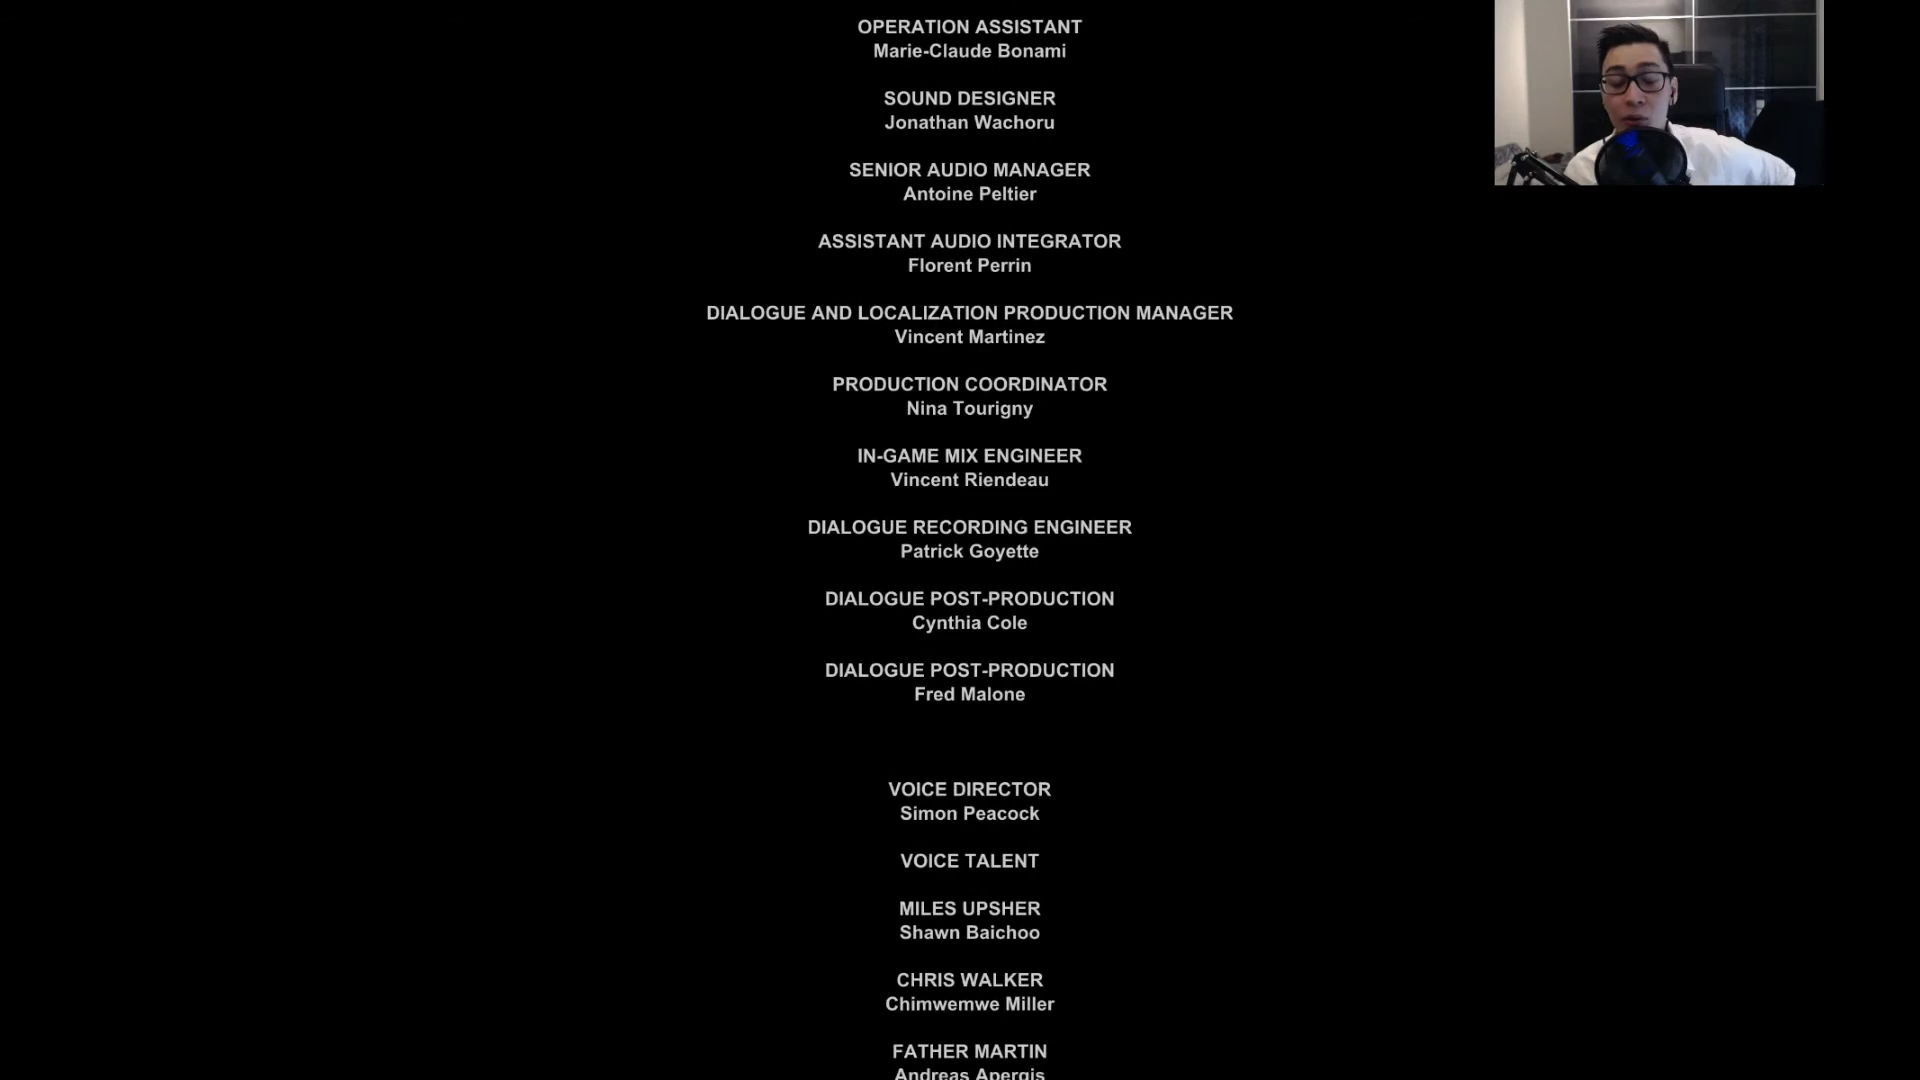 OPERATION ASSISTANT
Marie-Claude Bonami
SOUND DESIGNER
Jonathan Wachoru
SENIOR AUDIO MANAGER
Antoine Peltier
ASSISTANT AUDIO INTEGRATOR
Florent Perrin
DIALOGUE AND LOCALIZATION PRODUCTION MANAGER
Vincent Martinez
PRODUCTION COORDINATOR
Nina Tourigny
IN-GAME MIX ENGINEER
Vincent Riendeau
DIALOGUE RECORDING ENGINEER
Patrick Goyette
DIALOGUE POST-PRODUCTION
Cynthia Cole
DIALOGUE POST-PRODUCTION
Fred Malone
VOICE DIRECTOR
Simon Peacock
VOICE TALENT
MILES UPSHER
Shawn Baichoo
CHRIS WALKER
Chimwemwe Miller
FATHER MARTIN
Andreas Apergis